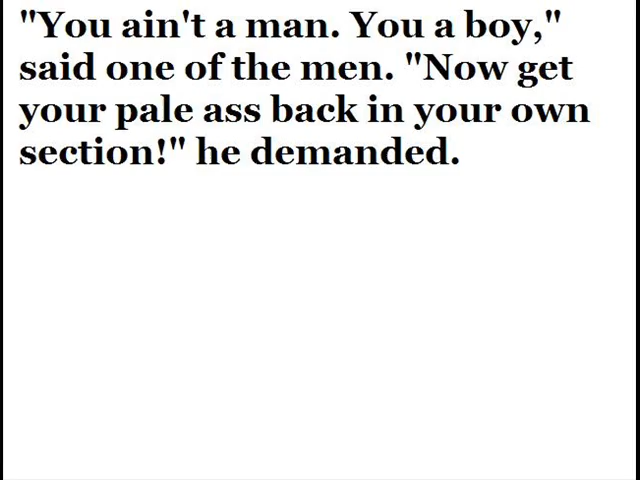 "You ain't a man. You a boy,"
said one of the men. "Now get
your pale ass back in your own
section!" he demanded.